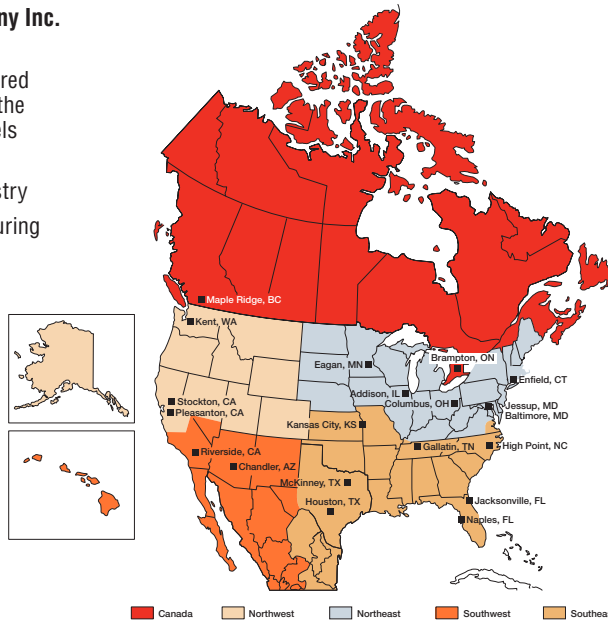 ny Inc.
red
the
els
stry
uring
Maple Ridge, BC
Kent, WA
Brampton, ON
Eagan, MN
Enfield, CT
Addison, IL
Columbus, OH
Stockton, CA
Pleasanton, CA
Jessup, MD
Baltimore, MD
Kansas City, KS
Gallatin, TN
High Point, NC
Riverside, CA
Chandler, AZ
McKinney, TX
Houston, TX
Jacksonville, FL
Naples, FL
Canada
Northwest
Northeast
Southwest
Southeas